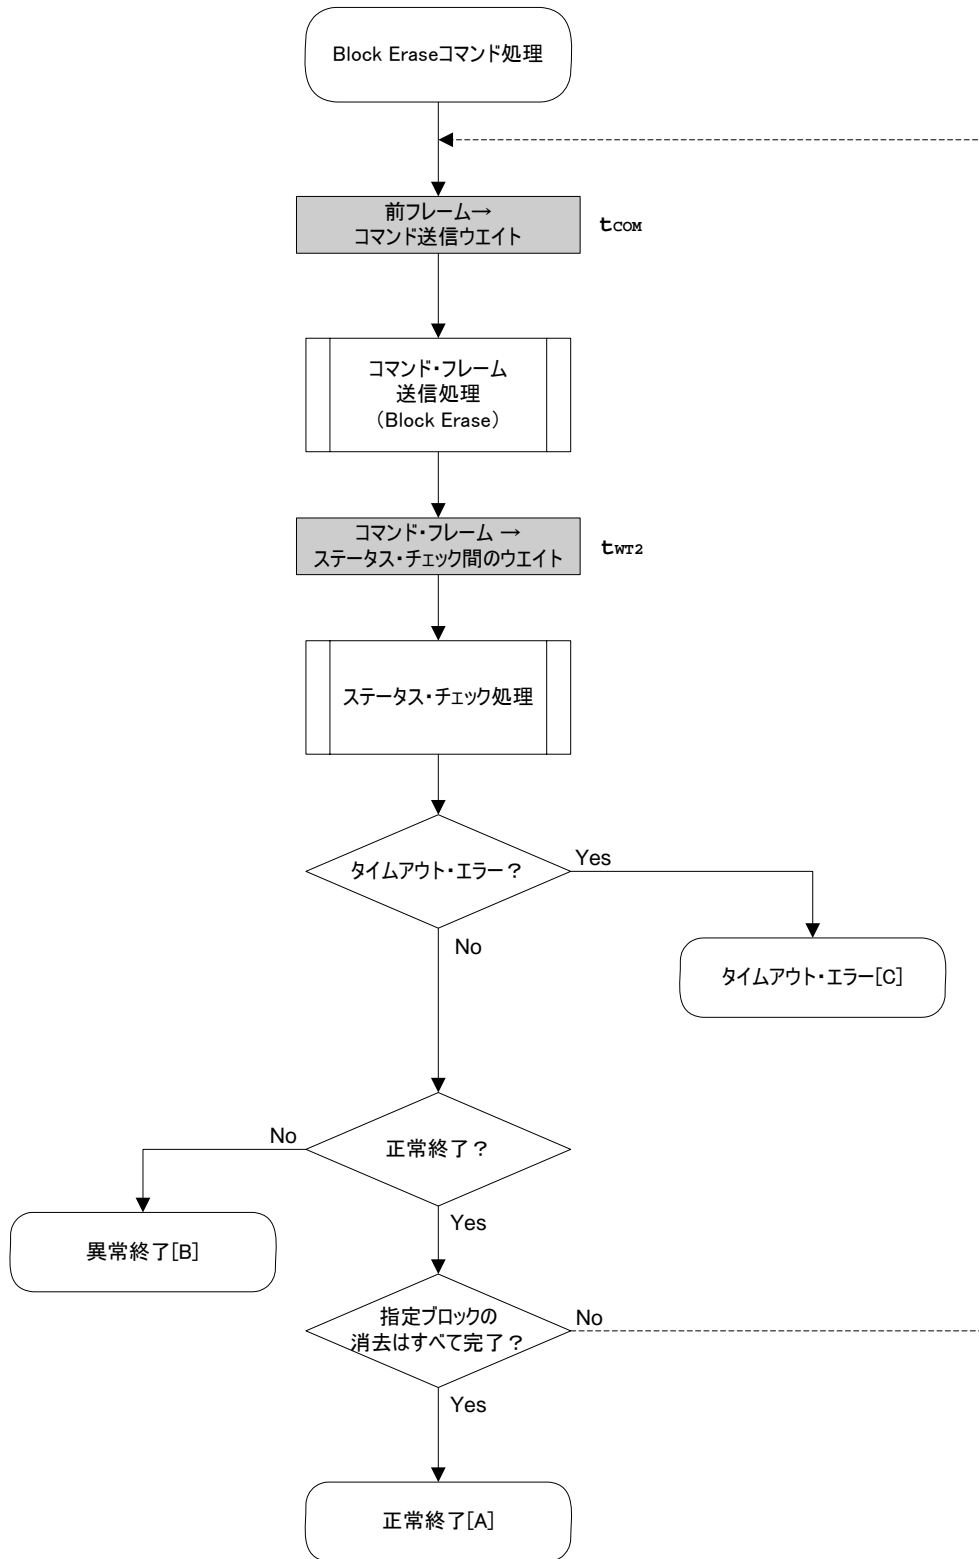 Block Eraseコマンド処理
前フレーム→
コマンド送信ウエイト
tCOM
コマンド・フレーム
送信処理
（Block Erase）
コマンド・フレーム →
ステータス・チェック間のウエイト
tWT2
ステータス・チェック処理
タイムアウト・エラー？
Yes
No
タイムアウト・エラー[C]
正常終了？
No
Yes
異常終了[B]
指定ブロックの
消去はすべて完了？
No
Yes
正常終了[A]